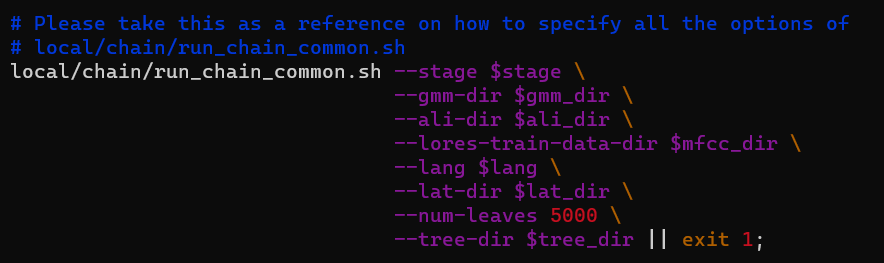 # Please take this as a reference on how to specify all the options of
# local/chain/run_chain_common.sh
local/chain/run_chain_common.sh --stage $stage \
--gmm-dir $gmm_dir \
--ali-dir $ali_dir \
--lores-train-data-dir $mfcc_dir \
--lang $lang \
--lat-dir $lat_dir \
--num-leaves 5000 \
--tree-dir $tree_dir || exit 1;